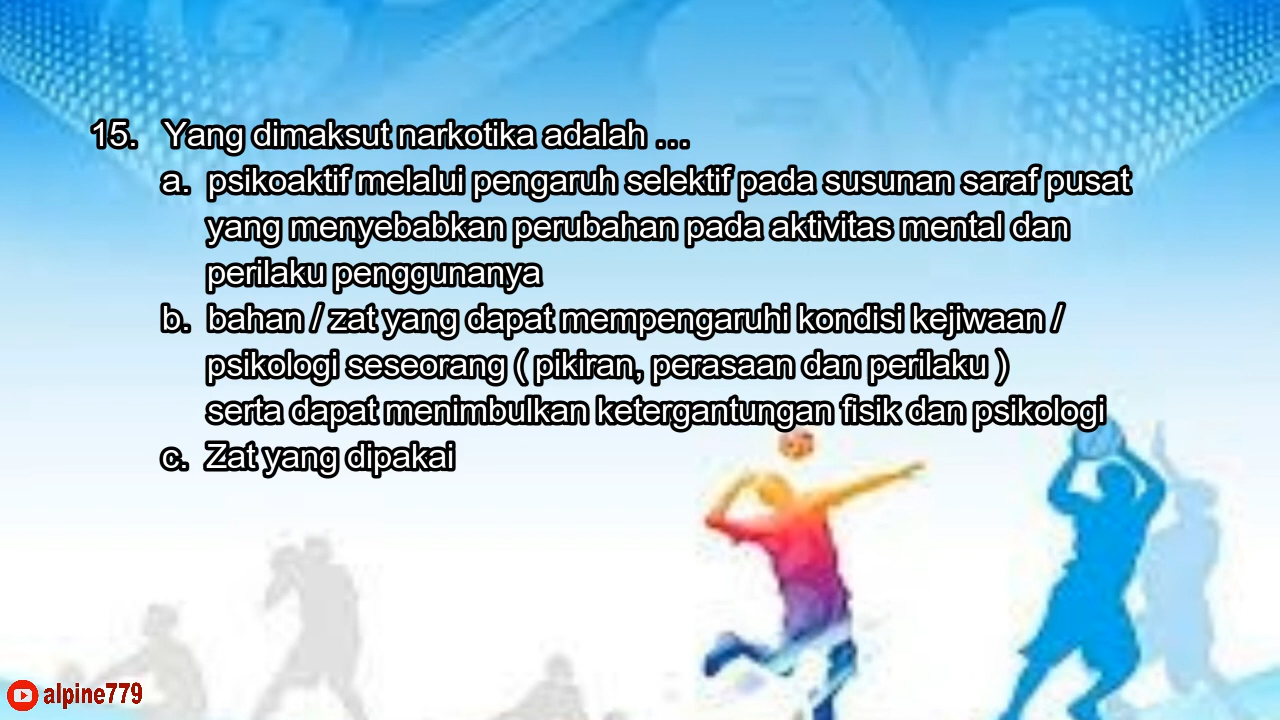 15. Yang dimaksut narkotika adalah ...
a. psikoaktif melalui pengaruh selektif pada susunan saraf pusat
yang menyebabkan perubahan pada aktivitas mental dan
perilaku penggunanya
b. bahan / zat yang dapat mempengaruhi kondisi kejiwaan /
psikologi seseorang ( pikiran, perasaan dan perilaku )
serta dapat menimbulkan ketergantungan fisik dan psikologi
c. Zat yang dipakai
alpine779